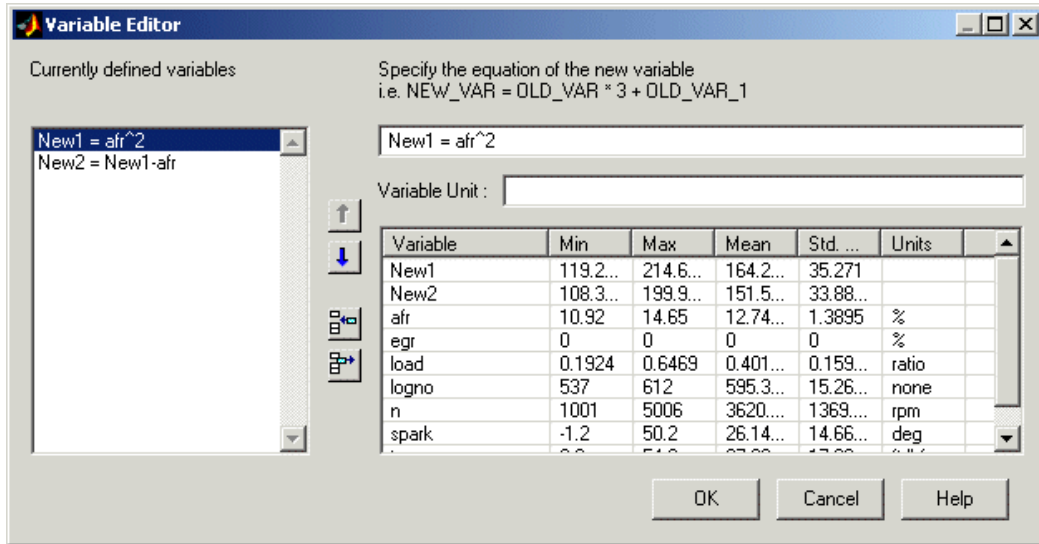 Variable Editor
Currently defined variables
Specify the equation of the new variable
i.e. NEW_VAR = OLD_VAR * 3 + OLD_VAR_1
New1 = afr^2
New2 = New1-afr
New1 = afr^2
Variable Unit :
Variable Min Max Mean Std. ... Units
New1 119.2... 214.6... 164.2... 35.271
New2 108.3... 199.9... 151.5... 33.88...
afr 10.92 14.65 12.74... 1.3895 %
egr 0 0 0 0 %
load 0.1924 0.6469 0.401... 0.159... ratio
logno 537 612 595.3... 15.26... none
n 1001 5006 3620.... 1369.... rpm
spark -1.2 50.2 26.14... 14.66... deg
OK Cancel Help